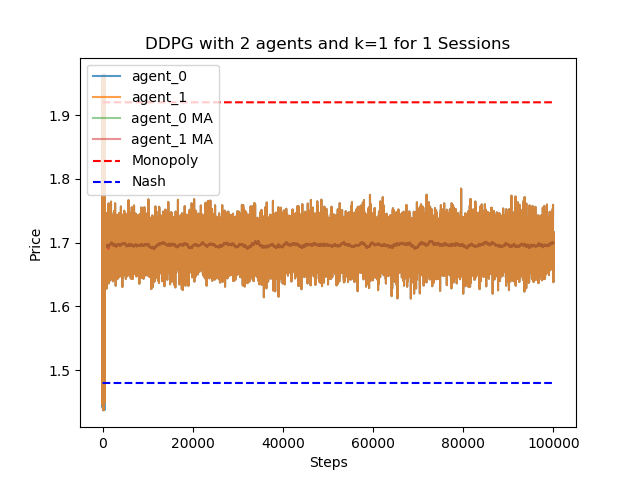 DDPG with 2 agents and k=1 for 1 Sessions
agent_0
agent_1
agent_0 MA
agent_1 MA
Monopoly
Nash
1.9
1.8
1.7
1.6
1.5
Price
0
20000
40000
60000
80000
100000
Steps